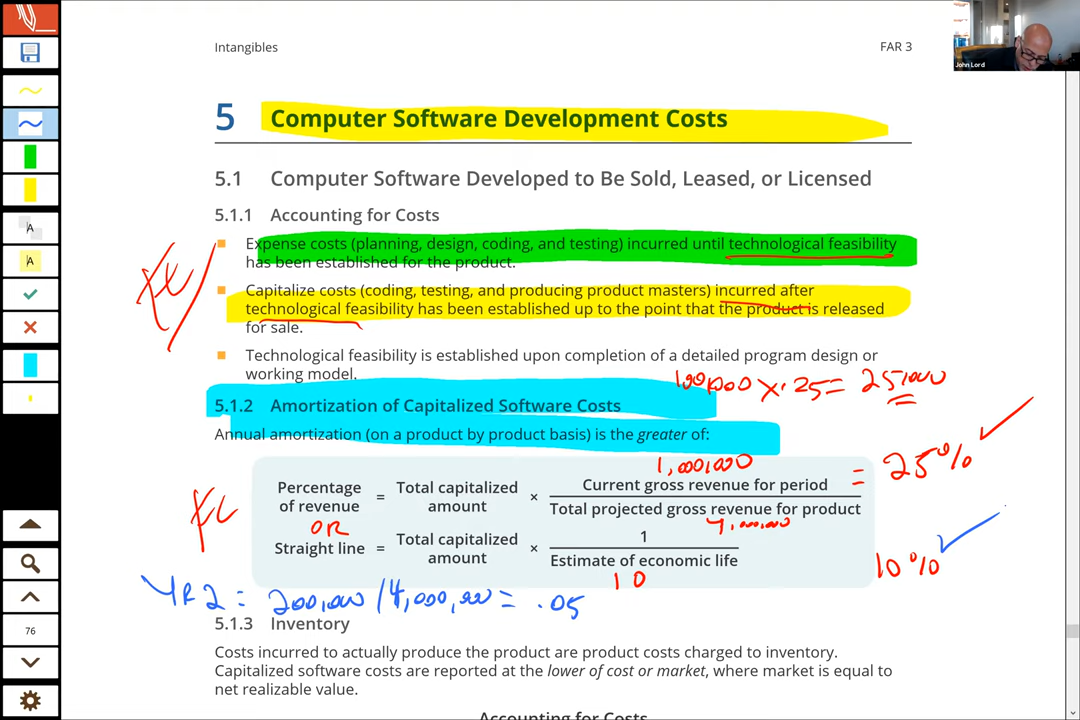 Intangibles
FAR 3
John Lord
5 Computer Software Development Costs
5.1 Computer Software Developed to Be Sold, Leased, or Licensed
5.1.1 Accounting for Costs
Expense costs (planning, design, coding, and testing) incurred until technological feasibility
has been established for the product.
Capitalize costs (coding, testing, and producing product masters) incurred after
technological feasibility has been established up to the point that the product is released
for sale.
Technological feasibility is established upon completion of a detailed program design or
working model.
100,000 x .25 = 25,000
5.1.2 Amortization of Capitalized Software Costs
Annual amortization (on a product by product basis) is the greater of:
1,000,000
Percentage of revenue = Total capitalized amount × Current gross revenue for period / Total projected gross revenue for product
= 25%
4,000,000
OR
Straight line = Total capitalized amount × 1 / Estimate of economic life
10%
10
YR 2 = 200,000 / 4,000,000 = .05
5.1.3 Inventory
Costs incurred to actually produce the product are product costs charged to inventory.
Capitalized software costs are reported at the lower of cost or market, where market is equal to
net realizable value.
Accounting for Costs
A
A
76